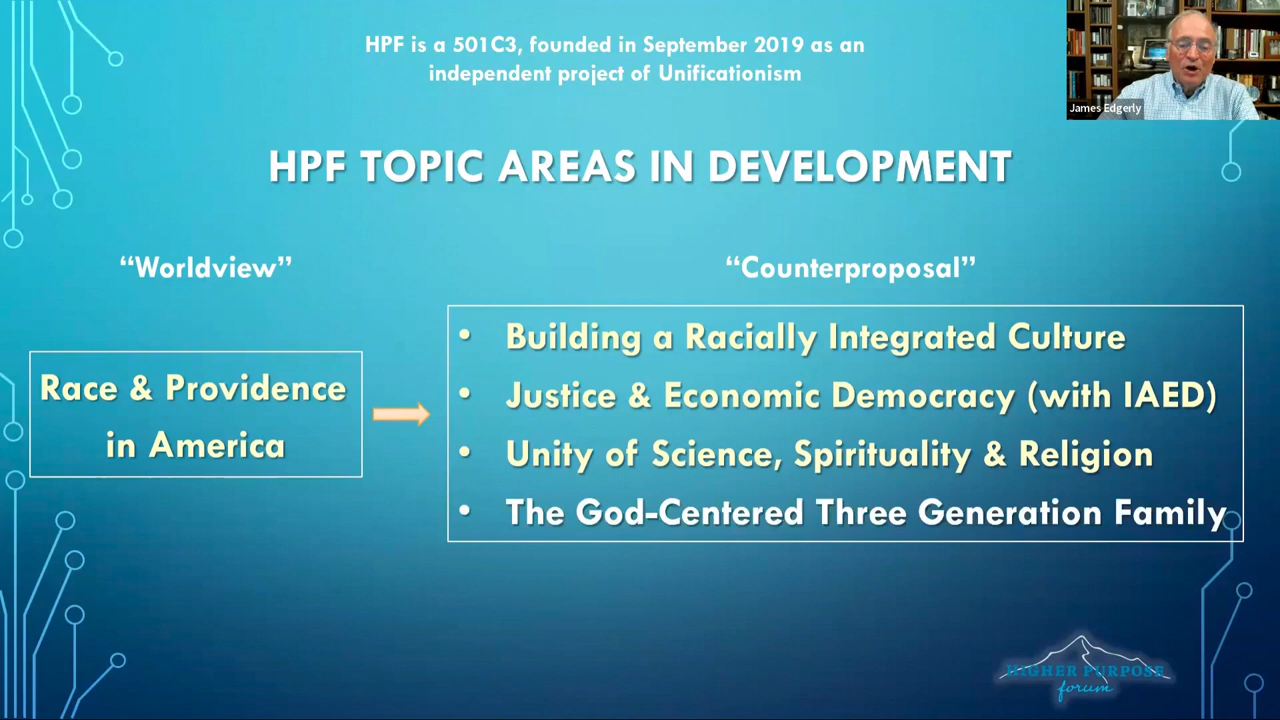 HPF is a 501C3, founded in September 2019 as an
independent project of Unificationism
James Edgerly
HPF TOPIC AREAS IN DEVELOPMENT
“Worldview”
“Counterproposal”
Race & Providence
in America
• Building a Racially Integrated Culture
• Justice & Economic Democracy (with IAED)
• Unity of Science, Spirituality & Religion
• The God-Centered Three Generation Family
HIGHER PURPOSE
forum